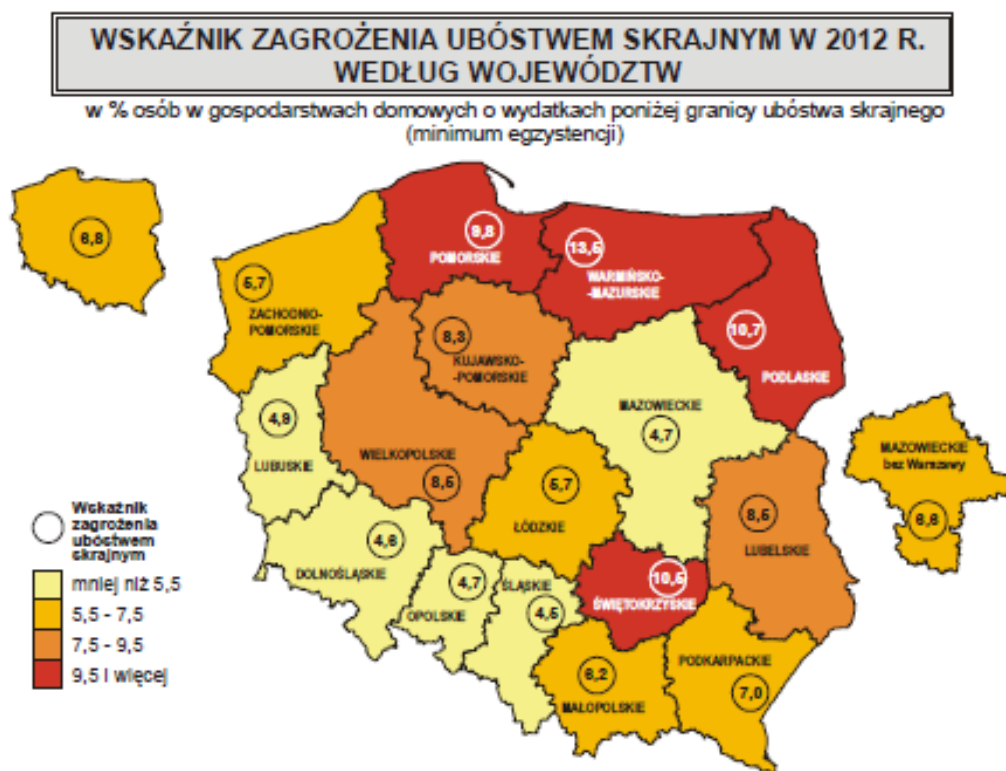 WSKAŹNIK ZAGROŻENIA UBÓSTWEM SKRAJNYM W 2012 R.
WEDŁUG WOJEWÓDZTW
w % osób w gospodarstwach domowych o wydatkach poniżej granicy ubóstwa skrajnego
(minimum egzystencji)
6,8
9,8
POMORSKIE
13,5
WARMIŃSKO-
-MAZURSKIE
5,7
ZACHODNIO-
POMORSKIE
8,3
KUJAWSKO-
-POMORSKIE
10,7
PODLASKIE
4,9
LUBUSKIE
MAZOWIECKIE
4,7
WIELKOPOLSKIE
8,5
5,7
ŁÓDZKIE
MAZOWIECKIE
bez Warszawy
6,6
8,5
LUBELSKIE
4,6
DOLNOŚLĄSKIE
4,7
OPOLSKIE
ŚLĄSKIE
4,5
10,5
ŚWIĘTOKRZYSKIE
6,2
MAŁOPOLSKIE
PODKARPACKIE
7,0
Wskaźnik
zagrożenia
ubóstwem
skrajnym
mniej niż 5,5
5,5 - 7,5
7,5 - 9,5
9,5 i więcej